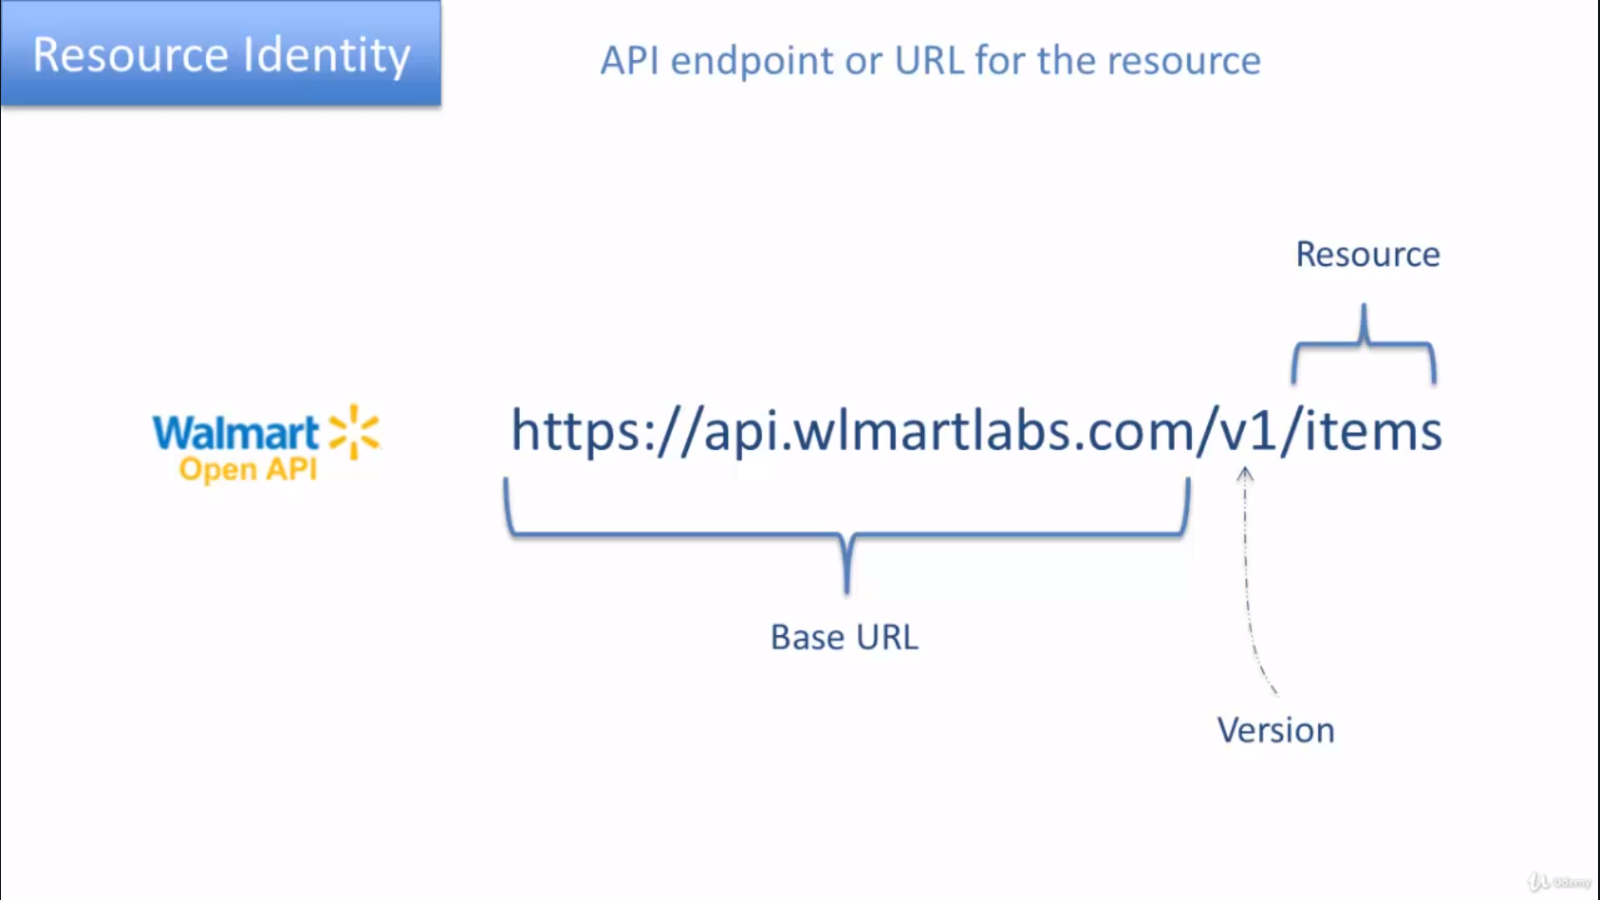 Resource Identity
API endpoint or URL for the resource
Resource
Walmart
Open API
https://api.wlmartlabs.com/v1/items
Base URL
Version
Udemy